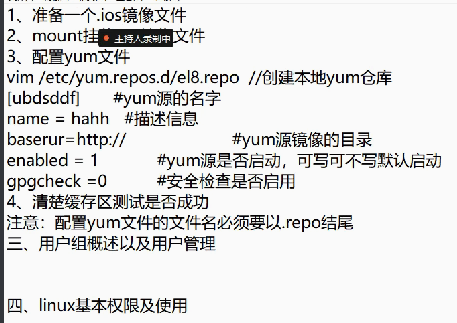 1、准备一个.ios镜像文件
2、mount挂 主持人录制中 文件
3、配置yum文件
vim /etc/yum.repos.d/el8.repo //创建本地yum仓库
[ubdsddf] #yum源的名字
name = hahh #描述信息
baserur=http:// #yum源镜像的目录
enabled = 1 #yum源是否启动，可写可不写默认启动
gpgcheck =0 #安全检查是否启用
4、清楚缓存区测试是否成功
注意：配置yum文件的文件名必须要以.repo结尾
三、用户组概述以及用户管理
四、linux基本权限及使用